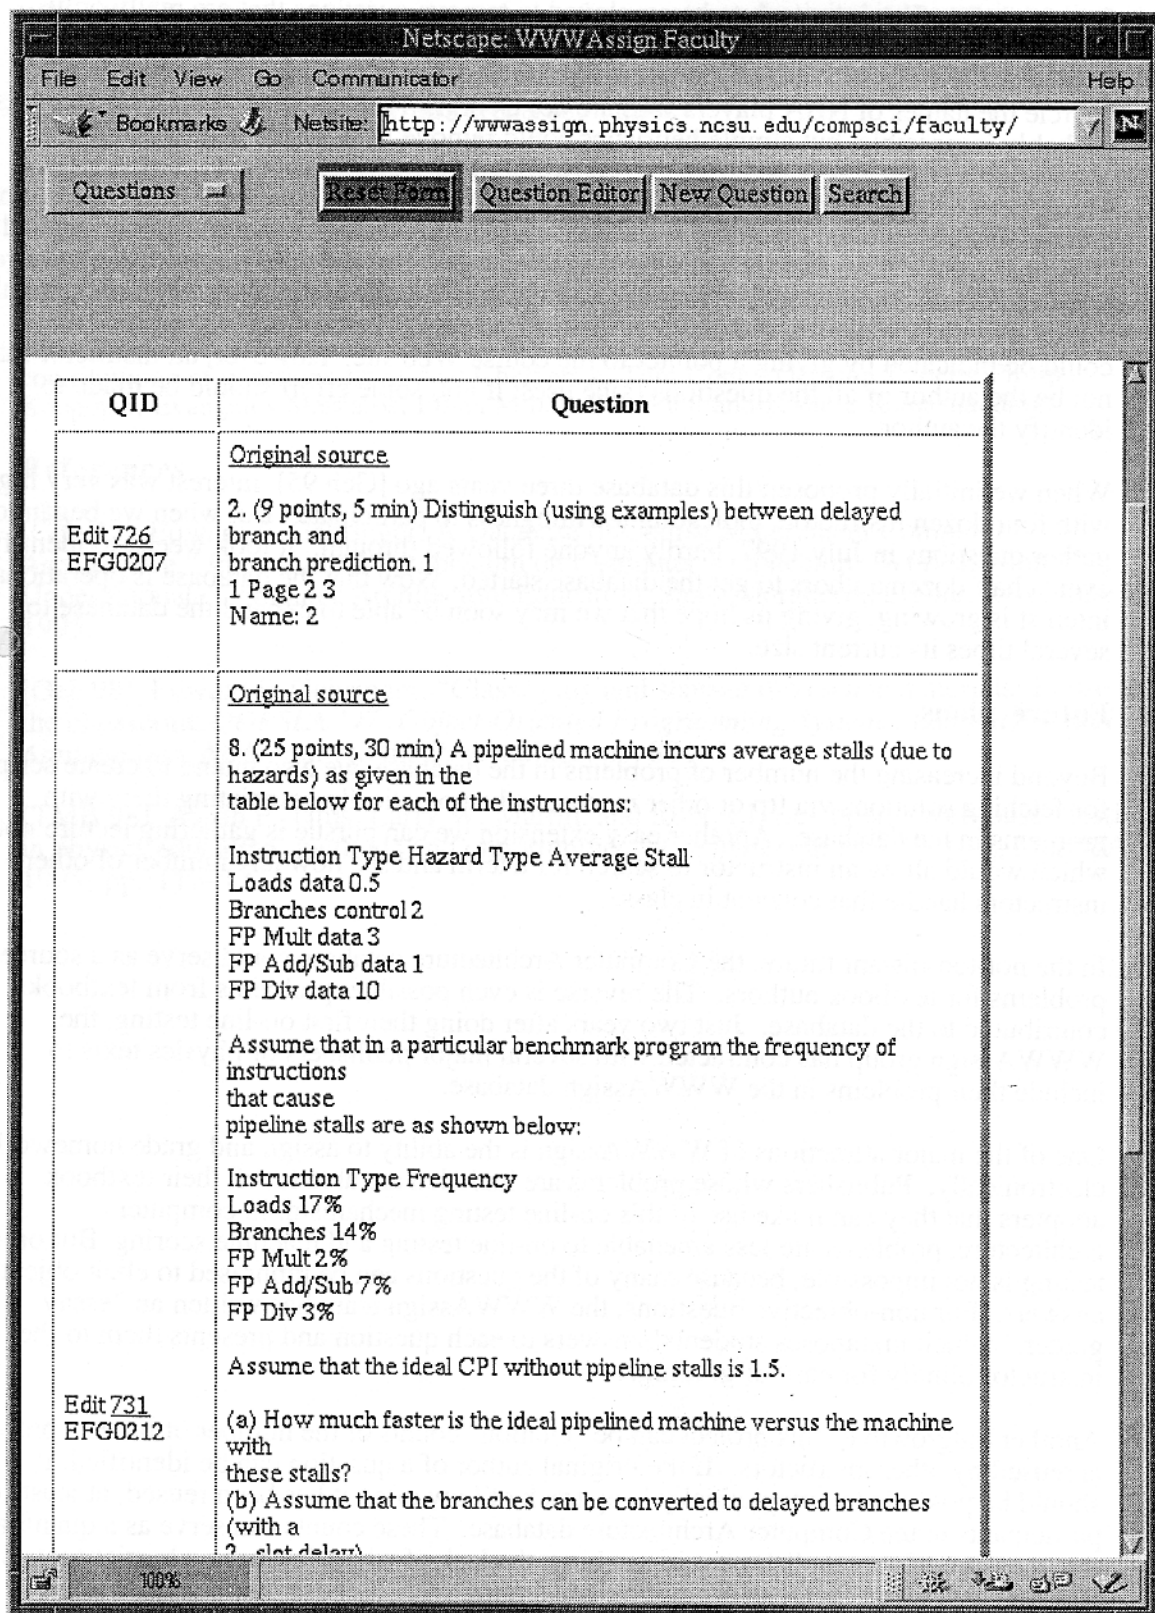 Netscape: WWWAssign Faculty
File Edit View Go Communicator Help
Bookmarks Netsite: http://wwwassign.physics.ncsu.edu/compsci/faculty/ N
Questions Reset Form Question Editor New Question Search
QID Question
Original source
2. (9 points, 5 min) Distinguish (using examples) between delayed
branch and
branch prediction. 1
1 Page 2 3
Name: 2
Edit 726
EFG0207
Original source
8. (25 points, 30 min) A pipelined machine incurs average stalls (due to
hazards) as given in the
table below for each of the instructions:
Instruction Type Hazard Type Average Stall
Loads data 0.5
Branches control 2
FP Mult data 3
FP Add/Sub data 1
FP Div data 10
Assume that in a particular benchmark program the frequency of
instructions
that cause
pipeline stalls are as shown below:
Instruction Type Frequency
Loads 17%
Branches 14%
FP Mult 2%
FP Add/Sub 7%
FP Div 3%
Assume that the ideal CPI without pipeline stalls is 1.5.
Edit 731
EFG0212
(a) How much faster is the ideal pipelined machine versus the machine
with
these stalls?
(b) Assume that the branches can be converted to delayed branches
(with a
2 slot delay)
100%